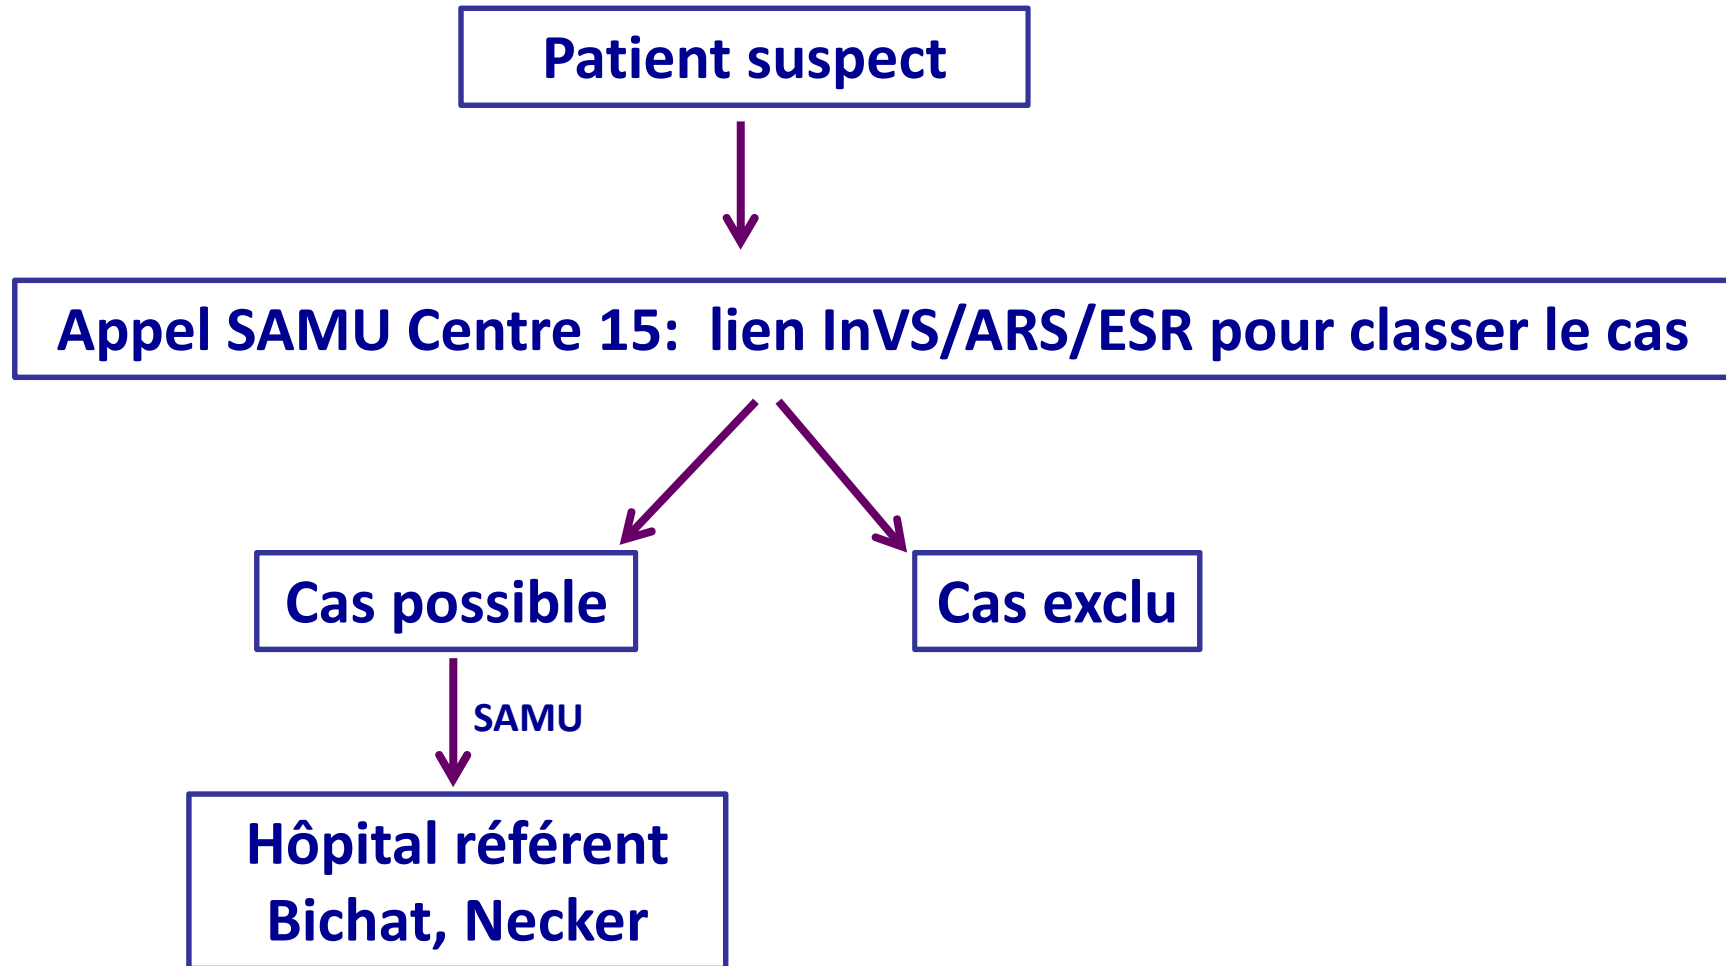 Patient suspect
Appel SAMU Centre 15: lien InVS/ARS/ESR pour classer le cas
Cas possible
Cas exclu
SAMU
Hôpital référent
Bichat, Necker